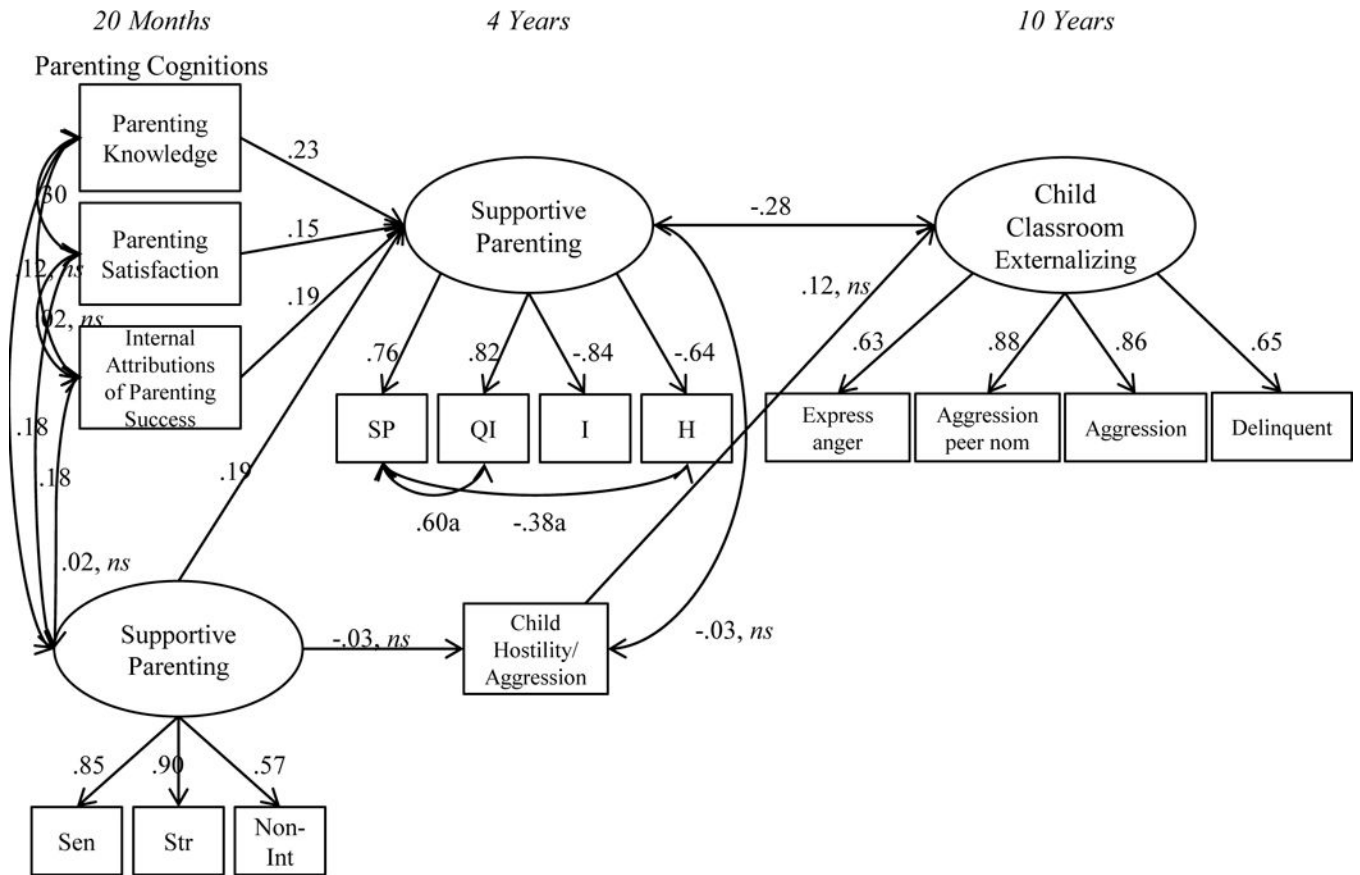 20 Months
4 Years
10 Years
Parenting Cognitions
Parenting
Knowledge
Parenting
Satisfaction
Internal
Attributions
of Parenting
Success
.30
.12, ns
.02, ns
.18
.18
.02, ns
.23
.15
.19
.19
Supportive
Parenting
-.28
Child
Classroom
Externalizing
.12, ns
.76
.82
-.84
-.64
.63
.88
.86
.65
SP
QI
I
H
Express
anger
Aggression
peer nom
Aggression
Delinquent
.60a
-.38a
Supportive
Parenting
-.03, ns
Child
Hostility/
Aggression
-.03, ns
.85
.90
.57
Sen
Str
Non-
Int